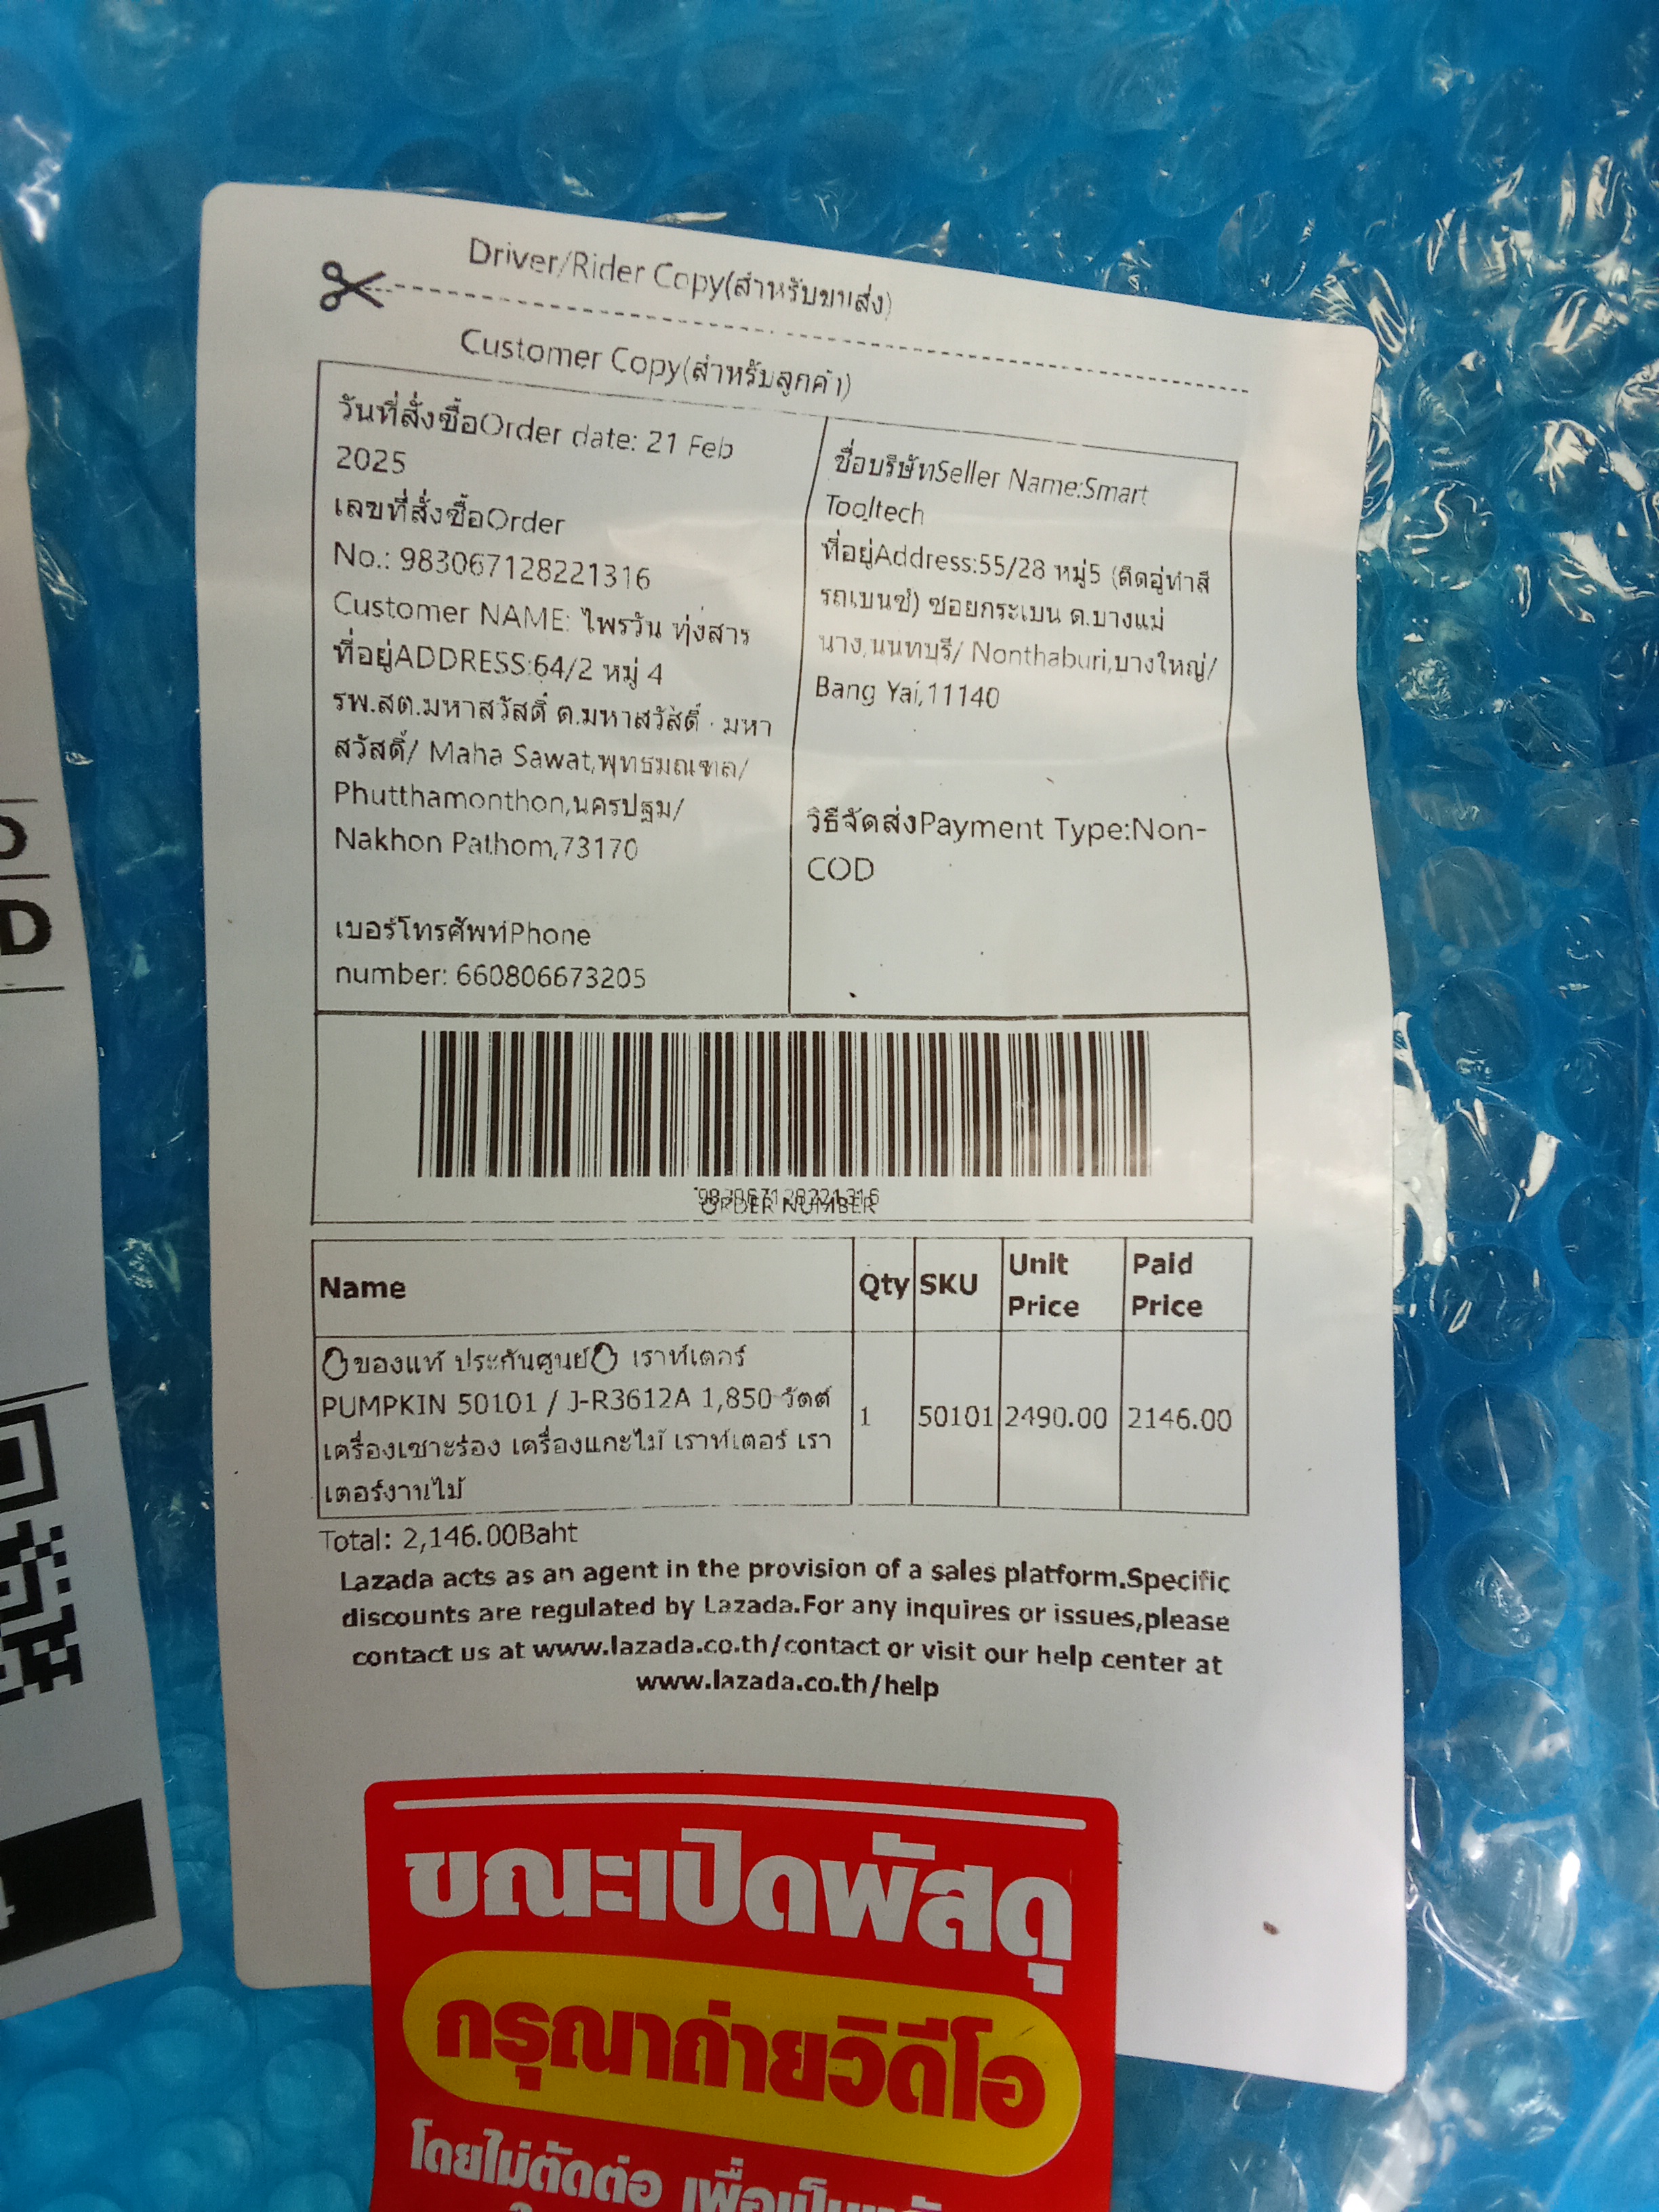 Driver/Rider Copy(สำหรับขนส่ง)
Customer Copy(สำหรับลูกค้า)
วันที่สั่งซื้อOrder date: 21 Feb
2025
เลขที่สั่งซื้อOrder
No.: 983067128221316
Customer NAME: ไพรวัน ทุ่งสาร
ที่อยู่ADDRESS:64/2 หมู่ 4
รพ.สต.มหาสวัสดิ์ ต.มหาสวัสดิ์ · มหา
สวัสดิ์/ Maha Sawat,พุทธมณฑล/
Phutthamonthon,นครปฐม/
Nakhon Pathom,73170
เบอร์โทรศัพท์Phone
number: 660806673205
ชื่อบริษัทSeller Name:Smart
Tooltech
ที่อยู่Address:55/28 หมู่5 (ติดอู่ทำสี
รถเบนซ์) ซอยกระเบน ต.บางแม่
นาง,นนทบุรี/ Nonthaburi,บางใหญ่/
Bang Yai,11140
วิธีจัดส่งPayment Type:Non-
COD
983067128221316
ORDER NUMBER
Name Qty SKU Unit Price Paid Price
ของแท้ ประกันศูนย์ เราท์เตอร์
PUMPKIN 50101 / J-R3612A 1,850 วัตต์
เครื่องเซาะร่อง เครื่องแกะไม้ เราท์เตอร์ เรา
เตอร์งานไม้
1 50101 2490.00 2146.00
Total: 2,146.00Baht
Lazada acts as an agent in the provision of a sales platform.Specific
discounts are regulated by Lazada.For any inquires or issues,please
contact us at www.lazada.co.th/contact or visit our help center at
www.lazada.co.th/help
ขณะเปิดพัสดุ
กรุณาถ่ายวิดีโอ
โดยไม่ตัดต่อ เพื่อเป็น